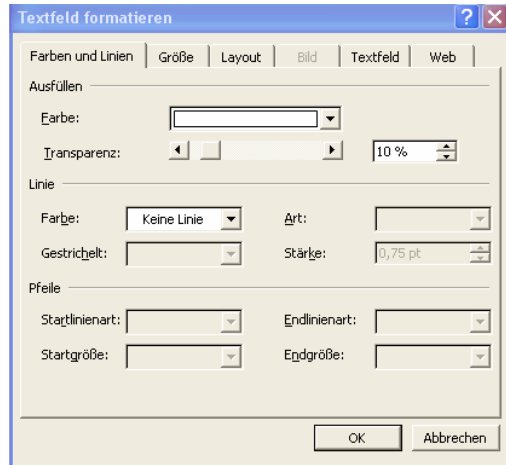 Textfeld formatieren
Farben und Linien Größe Layout Bild Textfeld Web
Ausfüllen
Farbe:
Transparenz: 10 %
Linie
Farbe: Keine Linie Art:
Gestrichelt: Stärke: 0,75 pt
Pfeile
Startlinienart: Endlinienart:
Startgröße: Endgröße:
OK Abbrechen